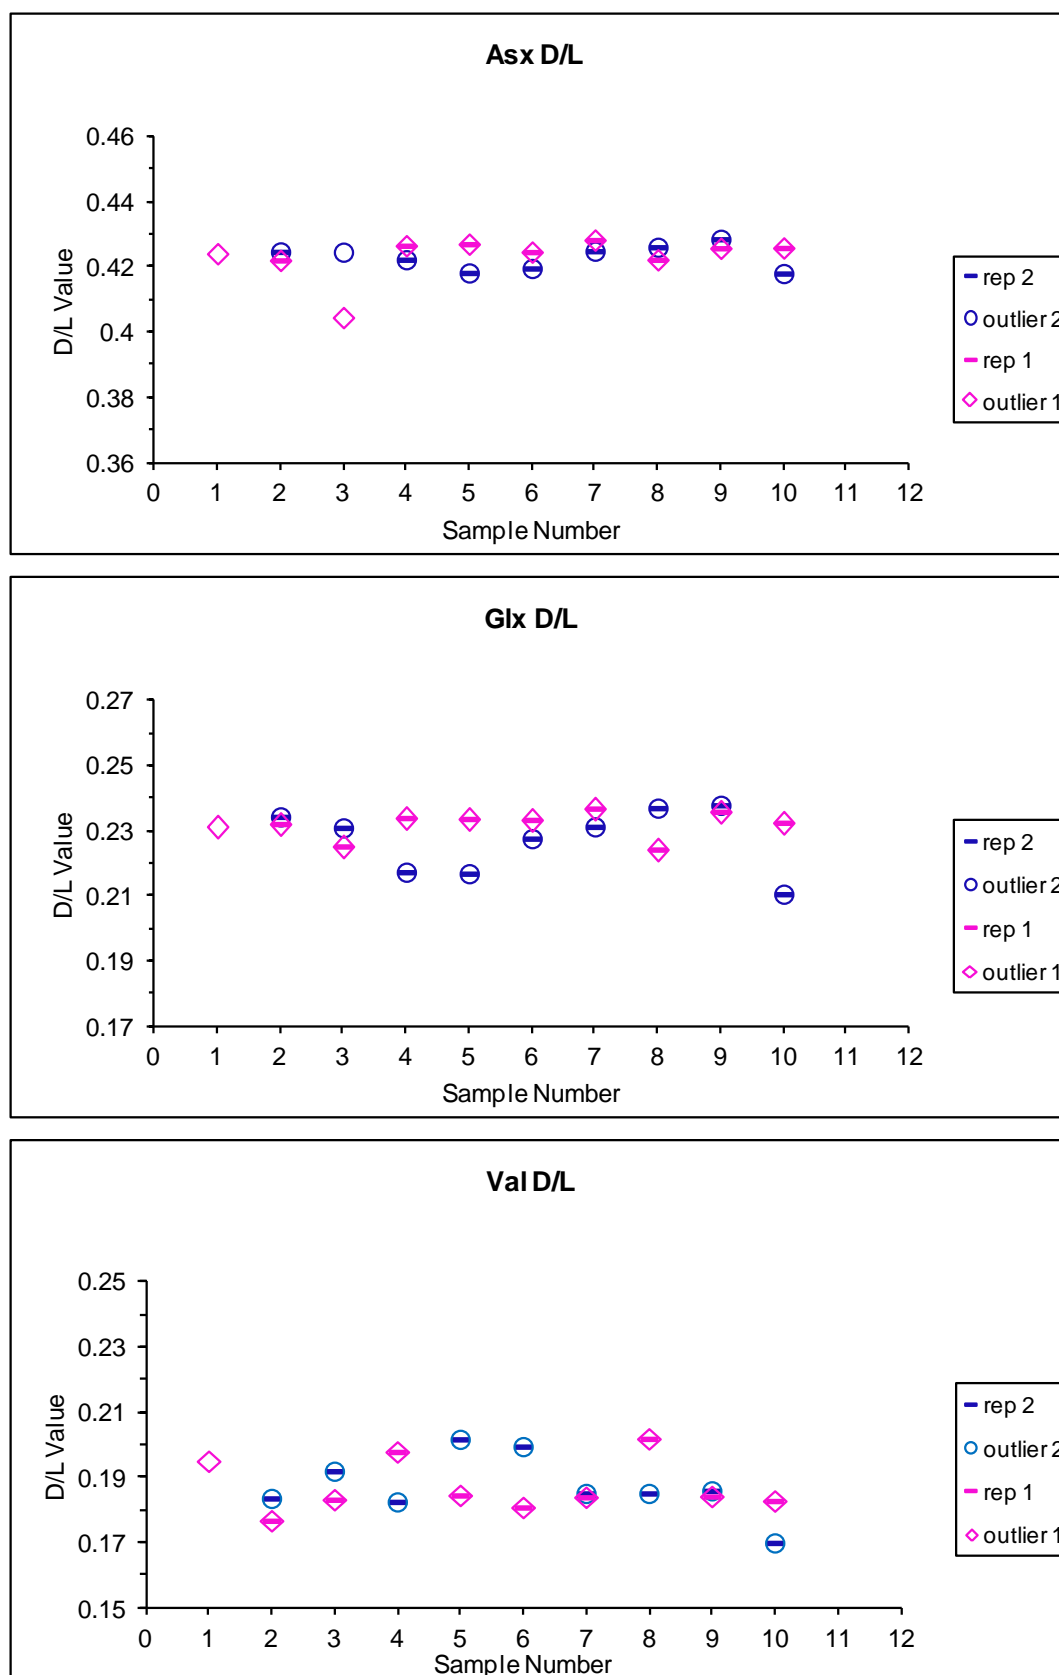 Asx D/L
0.46
0.44
0.42
0.4
0.38
0.36
D/L Value
0 1 2 3 4 5 6 7 8 9 10 11 12
Sample Number
rep 2
outlier 2
rep 1
outlier 1
Glx D/L
0.27
0.25
0.23
0.21
0.19
0.17
D/L Value
0 1 2 3 4 5 6 7 8 9 10 11 12
Sample Number
rep 2
outlier 2
rep 1
outlier 1
Val D/L
0.25
0.23
0.21
0.19
0.17
0.15
D/L Value
0 1 2 3 4 5 6 7 8 9 10 11 12
Sample Number
rep 2
outlier 2
rep 1
outlier 1